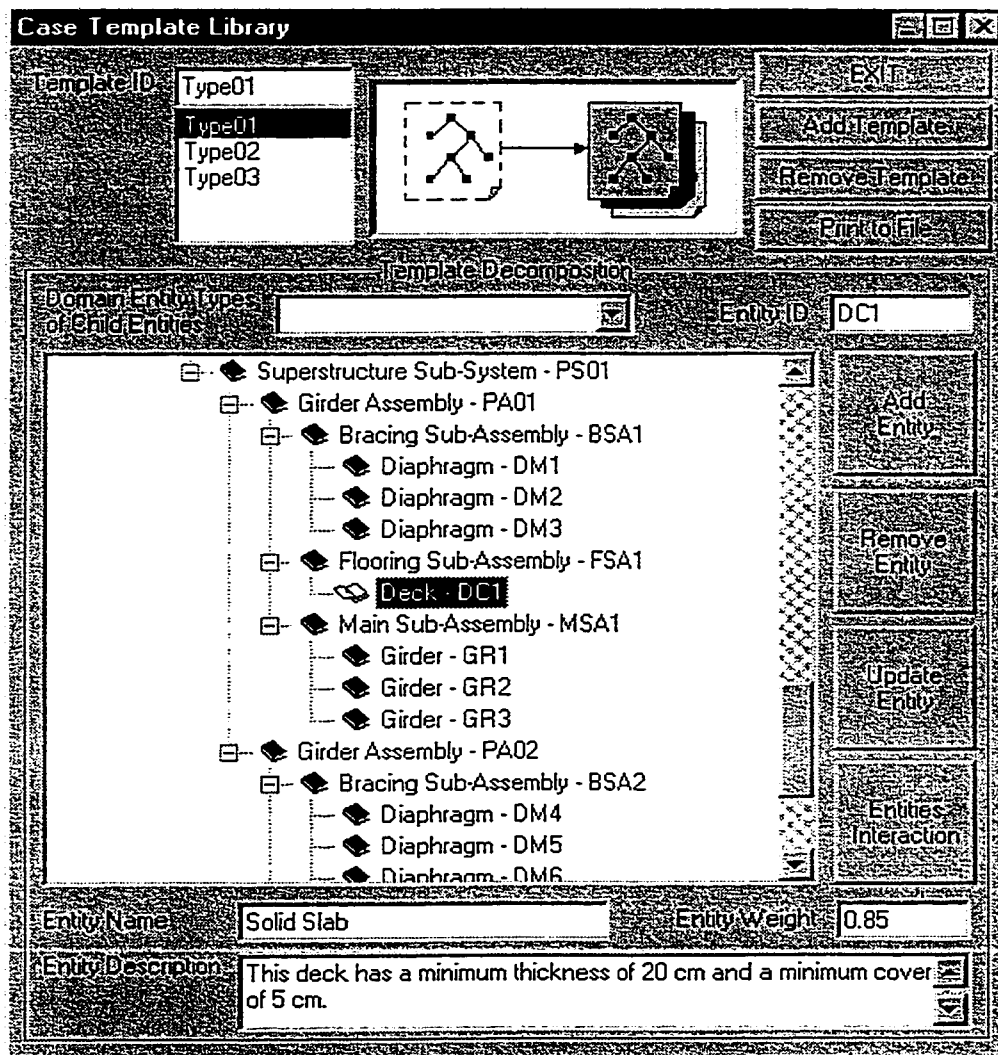 Case Template Library
Template ID
Type01
Type01
Type02
Type03
EXIT
Add Template
Remove Template
Print to File
Template Decomposition
Domain Entity Types
of Child Entities
Entity ID
DC1
Superstructure Sub-System - PS01
Girder Assembly - PA01
Bracing Sub-Assembly - BSA1
Diaphragm - DM1
Diaphragm - DM2
Diaphragm - DM3
Flooring Sub-Assembly - FSA1
Deck - DC1
Main Sub-Assembly - MSA1
Girder - GR1
Girder - GR2
Girder - GR3
Girder Assembly - PA02
Bracing Sub-Assembly - BSA2
Diaphragm - DM4
Diaphragm - DM5
Diaphragm - DM6
Add
Entity
Remove
Entity
Update
Entity
Entities
Interaction
Entity Name
Solid Slab
Entity Weight
0.85
Entity Description
This deck has a minimum thickness of 20 cm and a minimum cover
of 5 cm.